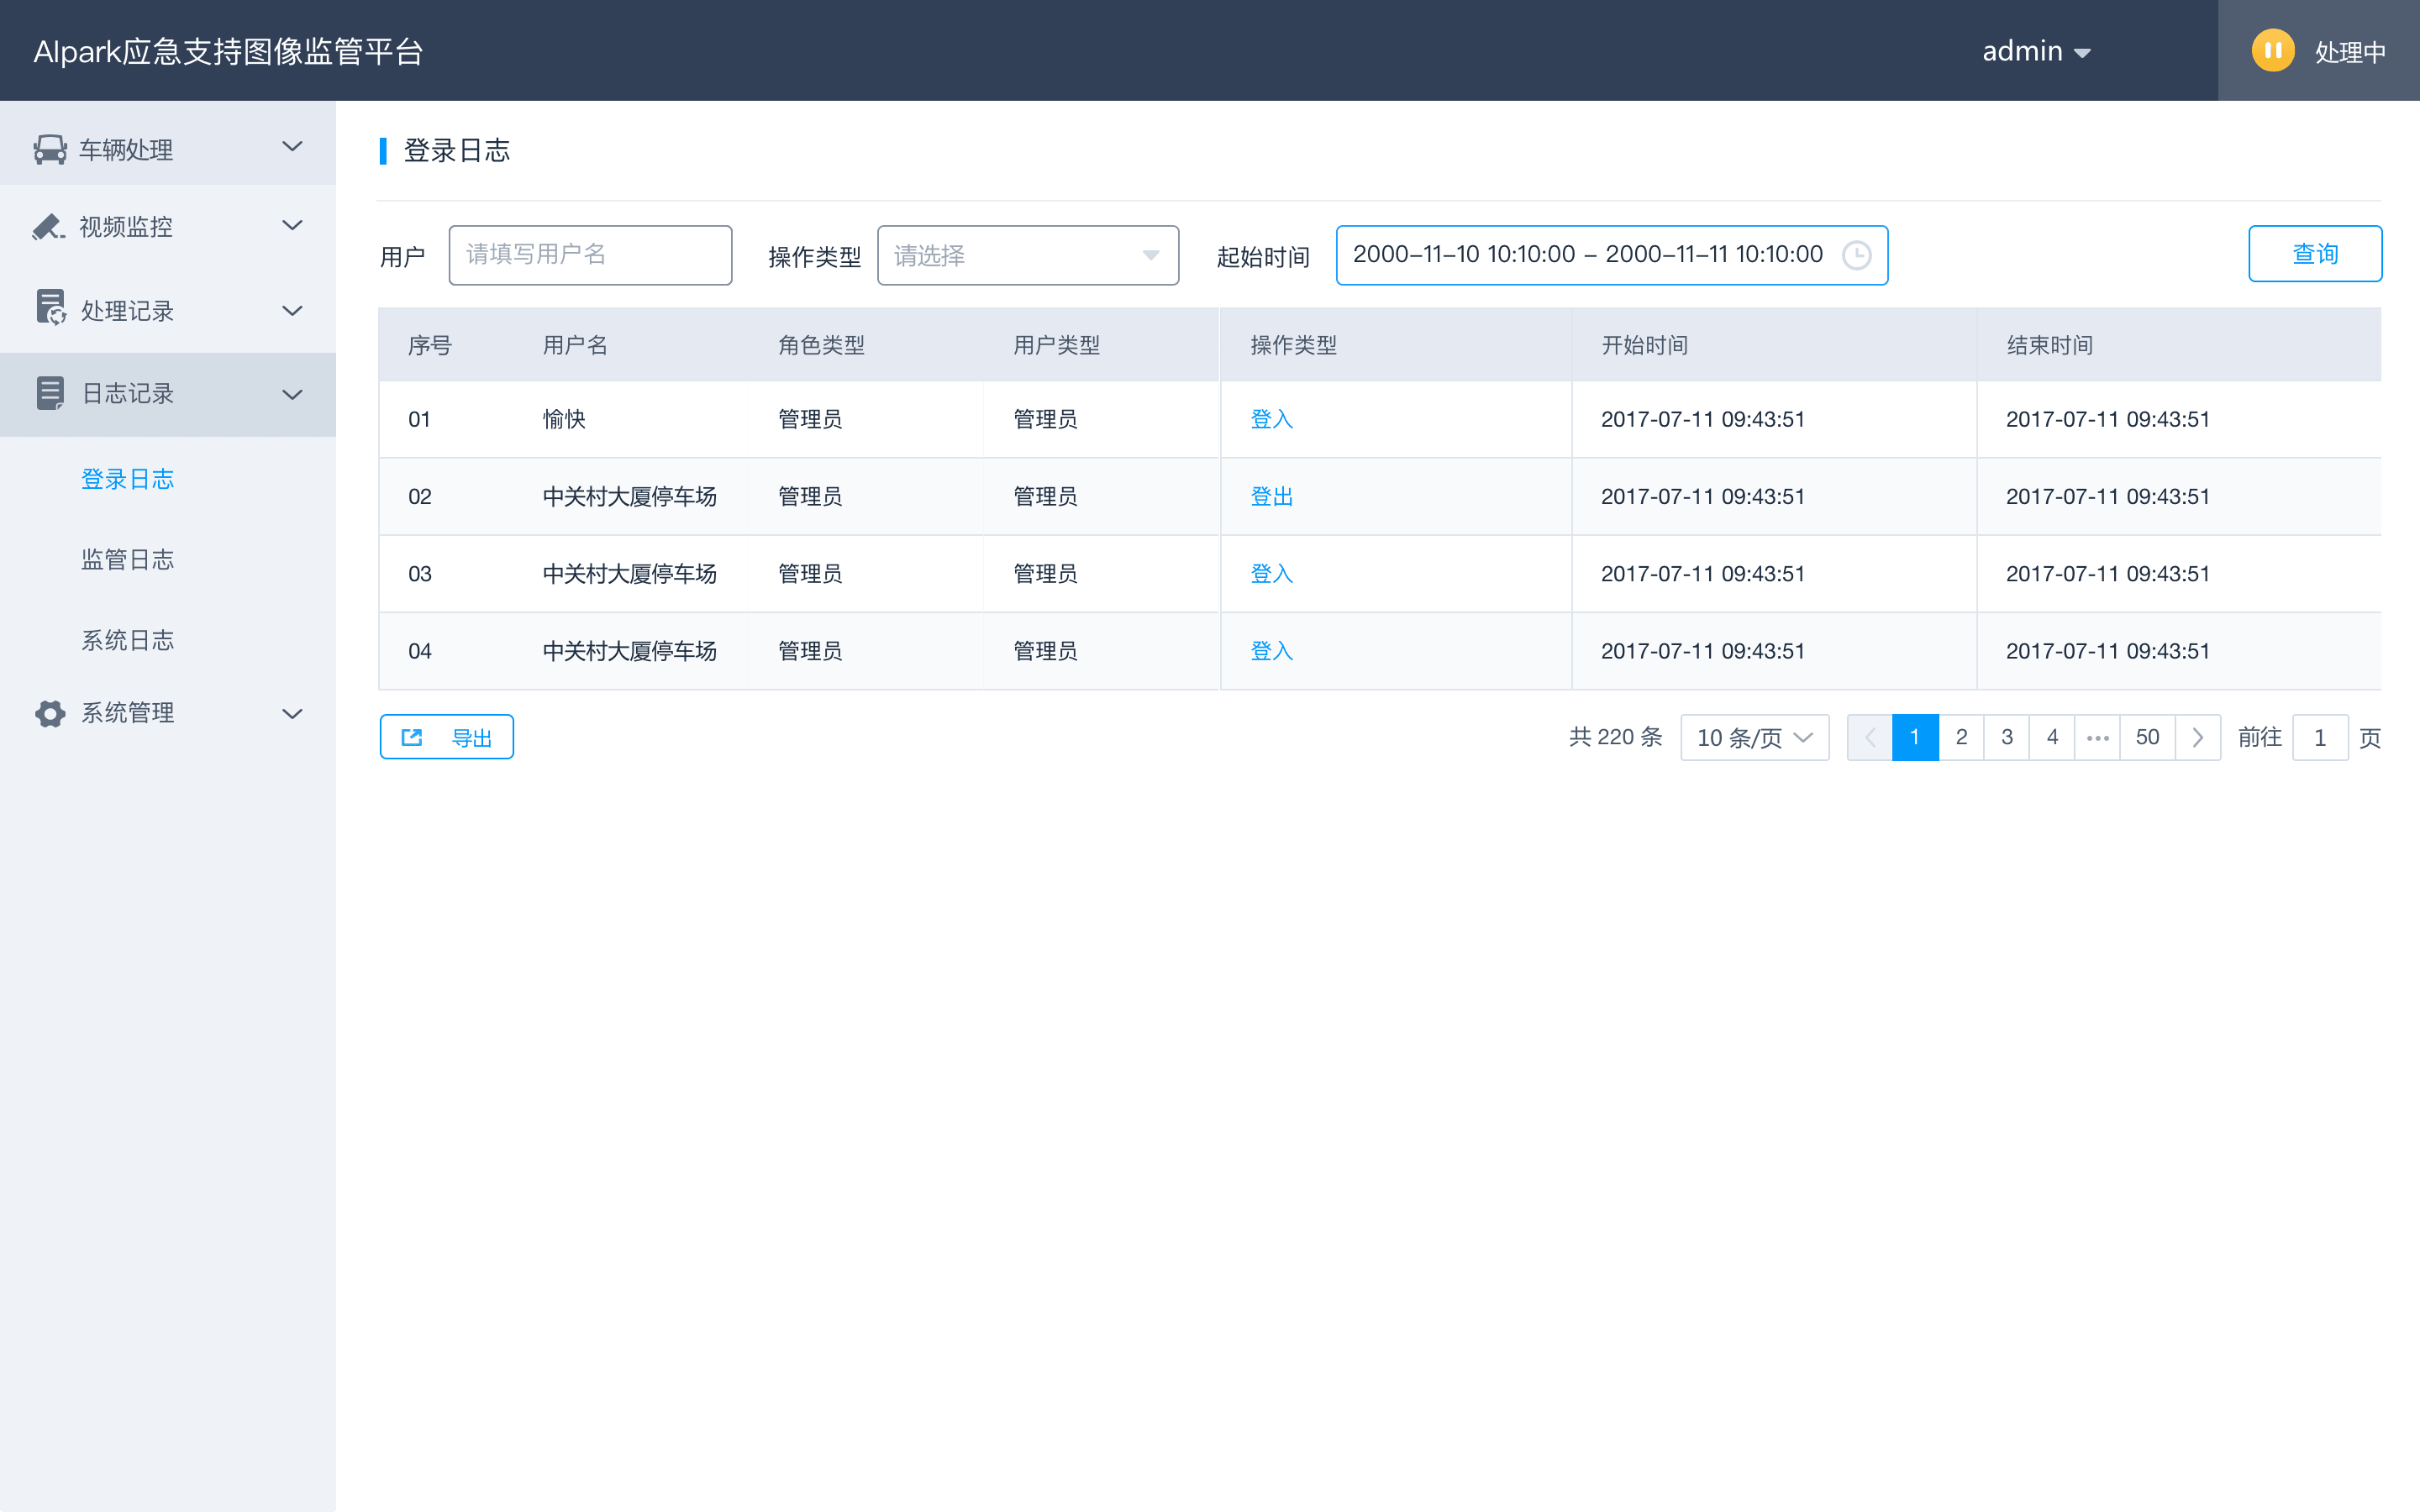 AIpark应急支持图像监管平台
admin
处理中
车辆处理
视频监控
处理记录
日志记录
登录日志
监管日志
系统日志
系统管理
登录日志
用户 请填写用户名 操作类型 请选择 起始时间 2000-11-10 10:10:00 - 2000-11-11 10:10:00 查询
序号 用户名 角色类型 用户类型 操作类型 开始时间 结束时间
01 愉快 管理员 管理员 登入 2017-07-11 09:43:51 2017-07-11 09:43:51
02 中关村大厦停车场 管理员 管理员 登出 2017-07-11 09:43:51 2017-07-11 09:43:51
03 中关村大厦停车场 管理员 管理员 登入 2017-07-11 09:43:51 2017-07-11 09:43:51
04 中关村大厦停车场 管理员 管理员 登入 2017-07-11 09:43:51 2017-07-11 09:43:51
导出 共 220 条 10 条/页 1 2 3 4 ··· 50 前往 1 页